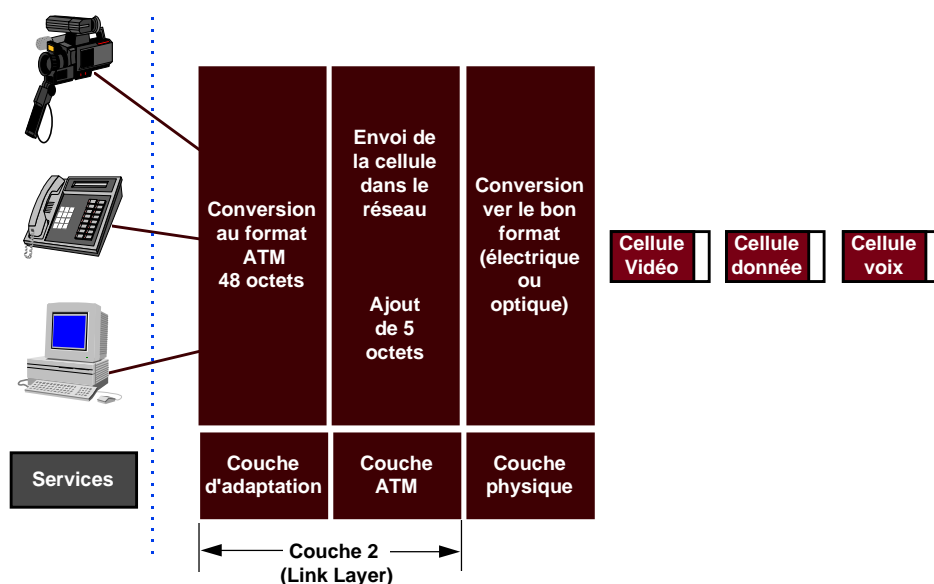 Conversion
au format
ATM
48 octets
Envoi de
la cellule
dans le
réseau
Ajout
de 5
octets
Conversion
ver le bon
format
(électrique
ou
optique)
Cellule
Vidéo
Cellule
donnée
Cellule
voix
Services
Couche
d'adaptation
Couche
ATM
Couche
physique
Couche 2
(Link Layer)